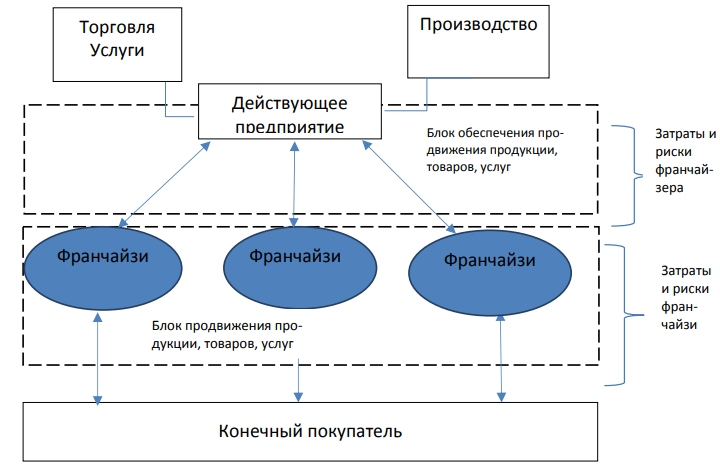 Торговля
Услуги
Производство
Действующее
предприятие
Блок обеспечения про-
движения продукции,
товаров, услуг
Затраты и
риски
франчай-
зера
Франчайзи
Франчайзи
Франчайзи
Затраты
и риски
фран-
чайзи
Блок продвижения про-
дукции, товаров, услуг
Конечный покупатель